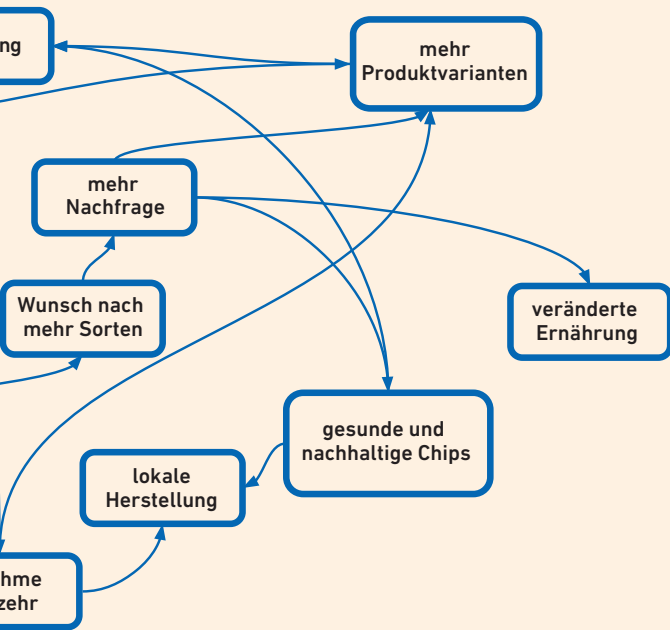 ng
mehr
Produktvarianten
mehr
Nachfrage
Wunsch nach
mehr Sorten
veränderte
Ernährung
gesunde und
nachhaltige Chips
lokale
Herstellung
hme
zehr